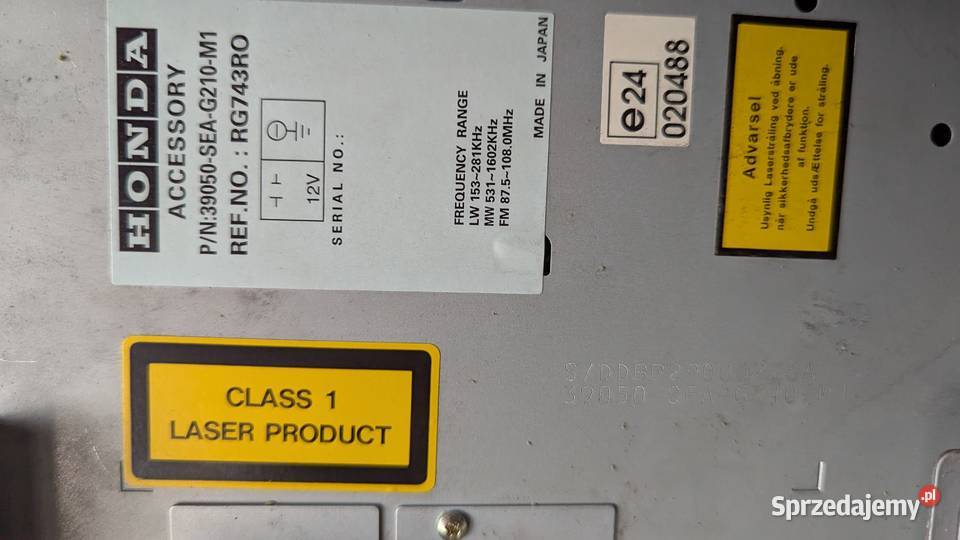 HONDA
ACCESSORY
P/N:39050-SEA-G210-M1
REF.NO.: RG743RO
12V
SERIAL NO.:
FREQUENCY RANGE
LW 153~281KHz
MW 531~1602KHz
FM 87.5~108.0MHz
MADE IN JAPAN
e24
020488
Advarsel
Usynlig Laserstråling ved åbning.
når sikkerhedsafbrydere er ude
af funktion.
Undgå udsÆttelse for stråling.
CLASS 1
LASER PRODUCT
39050
Sprzedajemy.pl